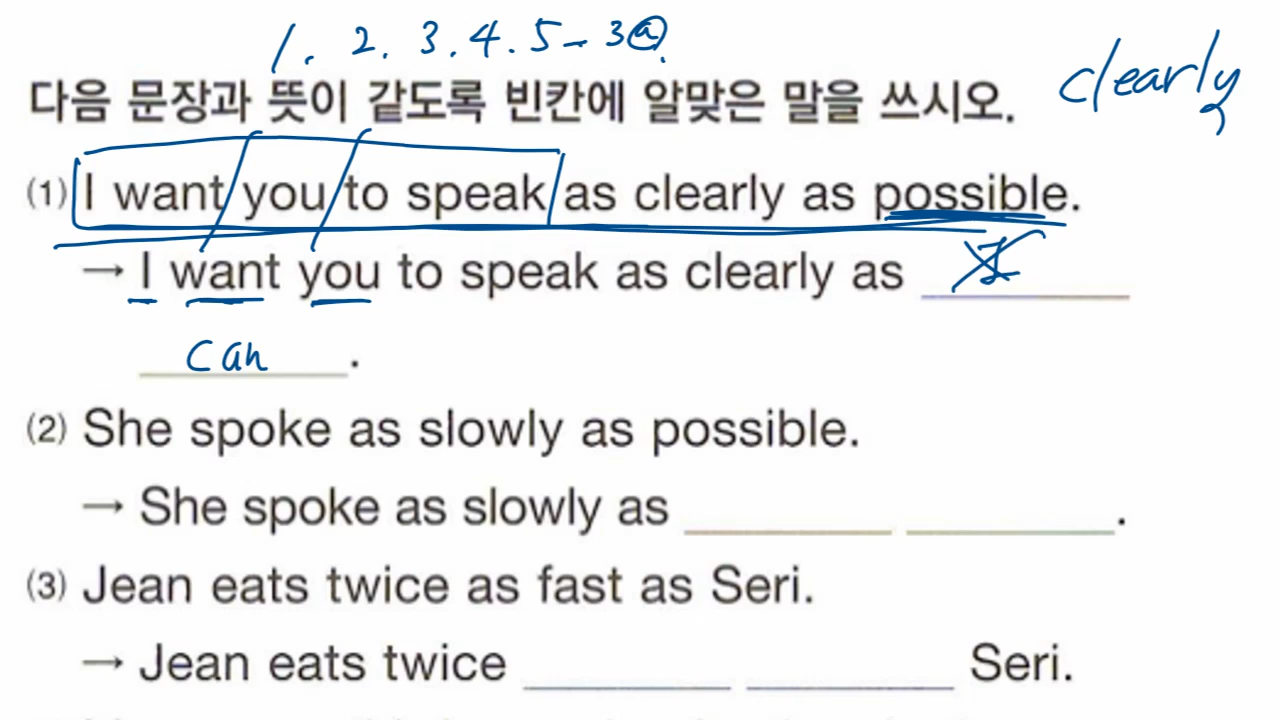 1. 2. 3. 4. 5 - 3ⓐ.
clearly
다음 문장과 뜻이 같도록 빈칸에 알맞은 말을 쓰시오.
(1) I want / you / to speak / as clearly as possible.
→ I want you to speak as clearly as I
can.
(2) She spoke as slowly as possible.
→ She spoke as slowly as ________ ________.
(3) Jean eats twice as fast as Seri.
→ Jean eats twice ________ ________ Seri.